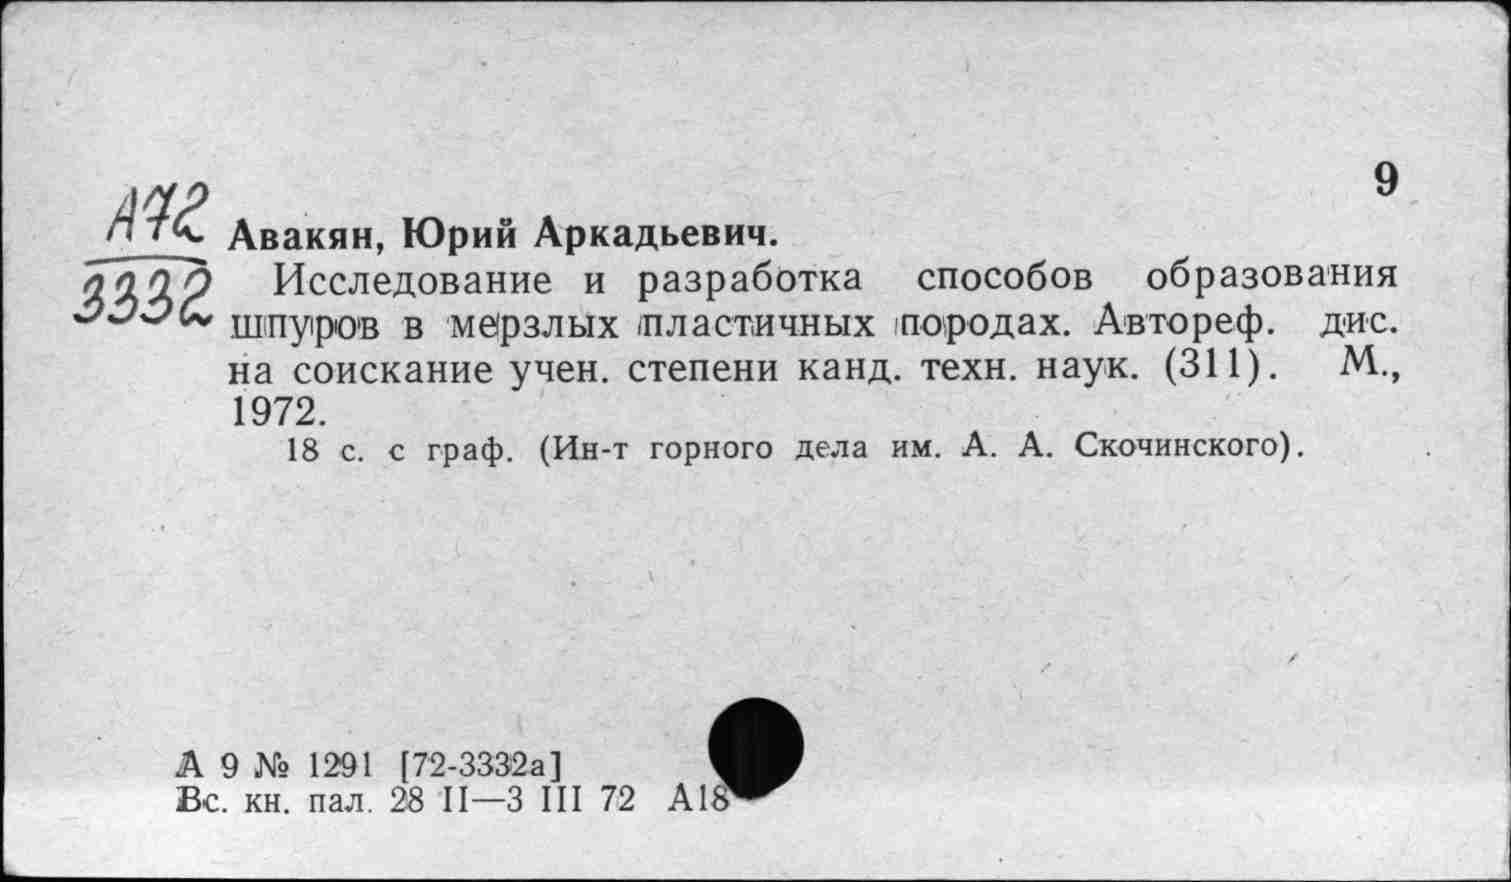 9
А72
3332
Авакян, Юрий Аркадьевич.
Исследование и разработка способов образования
шпуров в мерзлых пластичных породах. Автореф. дис.
на соискание учен. степени канд. техн. наук. (311). М.,
1972.
18 с. с граф. (Ин-т горного дела им. А. А. Скочинского).
А 9 № 1291 [72-3332а]
Вс. кн. пал. 28 II—3 III 72 А18